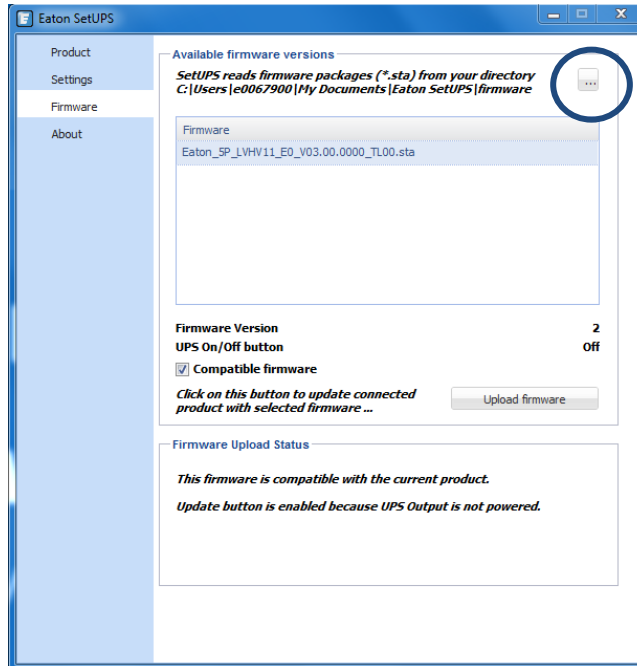 Eaton SetUPS
Product
Settings
Firmware
About
Available firmware versions
SetUPS reads firmware packages (*.sta) from your directory
C:|Users|e0067900|My Documents|Eaton SetUPS|firmware
...
Firmware
Eaton_5P_LVHV11_E0_V03.00.0000_TL00.sta
Firmware Version 2
UPS On/Off button Off
Compatible firmware
Click on this button to update connected
product with selected firmware ...
Upload firmware
Firmware Upload Status
This firmware is compatible with the current product.
Update button is enabled because UPS Output is not powered.